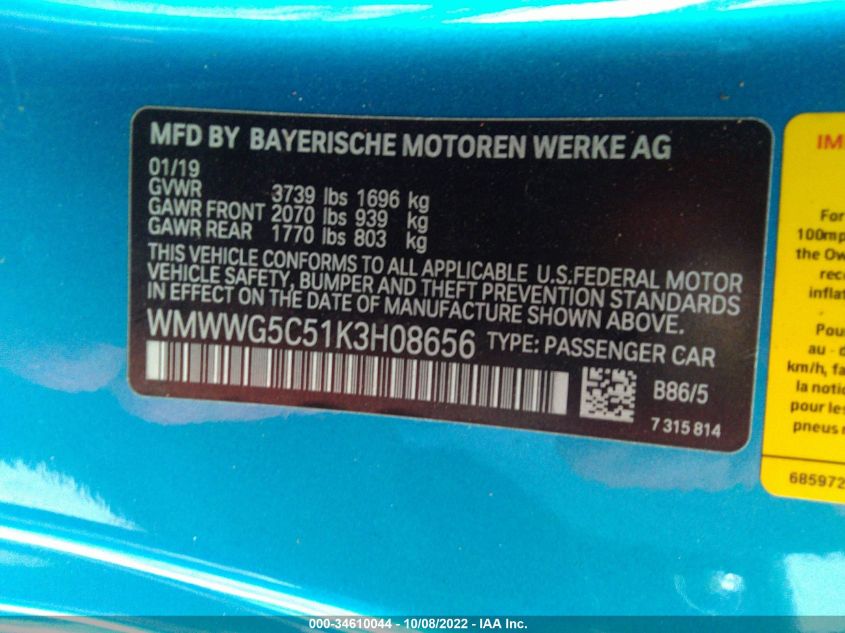 MFD BY BAYERISCHE MOTOREN WERKE AG
01/19
GVWR 3739 lbs 1696 kg
GAWR FRONT 2070 lbs 939 kg
GAWR REAR 1770 lbs 803 kg
THIS VEHICLE CONFORMS TO ALL APPLICABLE U.S.FEDERAL MOTOR
VEHICLE SAFETY, BUMPER AND THEFT PREVENTION STANDARDS
IN EFFECT ON THE DATE OF MANUFACTURE SHOWN ABOVE.
WMWWG5C51K3H08656 TYPE: PASSENGER CAR
B86/5
7 315 814
For
100mp
the Ow
reco
inflat
Pour
au - d
km/h, fa
la notic
pour les
pneus r
685972
000-34610044 - 10/08/2022 - IAA Inc.